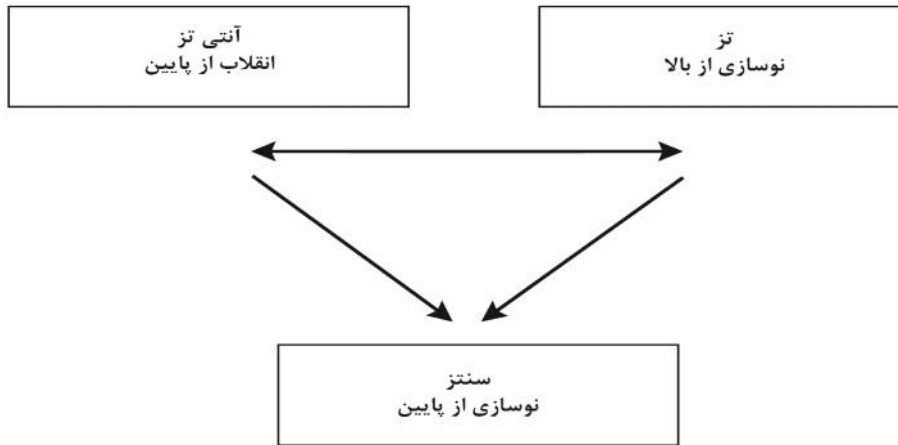 تز
نوسازی از بالا
آنتی تز
انقلاب از پایین
سنتز
نوسازی از پایین